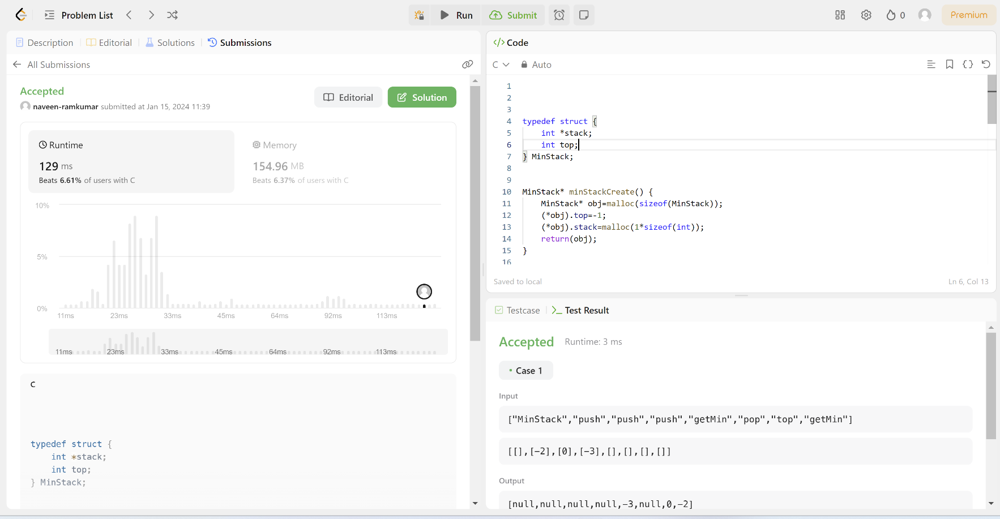 Problem List
Run
Submit
0
Premium
Description
Editorial
Solutions
Submissions
All Submissions
Accepted
naveen-ramkumar submitted at Jan 15, 2024 11:39
Editorial
Solution
Runtime
129 ms
Beats 6.61% of users with C
Memory
154.96 MB
Beats 6.37% of users with C
10%
5%
0%
11ms 23ms 33ms 45ms 64ms 92ms 113ms
11ms 23ms 33ms 45ms 64ms 92ms 113ms
C
typedef struct {
    int *stack;
    int top;
} MinStack;
</> Code
C
Auto
1
2
3
4 typedef struct {
5     int *stack;
6     int top;
7 } MinStack;
8
9
10 MinStack* minStackCreate() {
11     MinStack* obj=malloc(sizeof(MinStack));
12     (*obj).top=-1;
13     (*obj).stack=malloc(1*sizeof(int));
14     return(obj);
15 }
16
Saved to local
Ln 6, Col 13
Testcase
Test Result
Accepted
Runtime: 3 ms
Case 1
Input
["MinStack","push","push","push","getMin","pop","top","getMin"]
[[],[-2],[0],[-3],[],[],[],[]]
Output
[null,null,null,null,-3,null,0,-2]